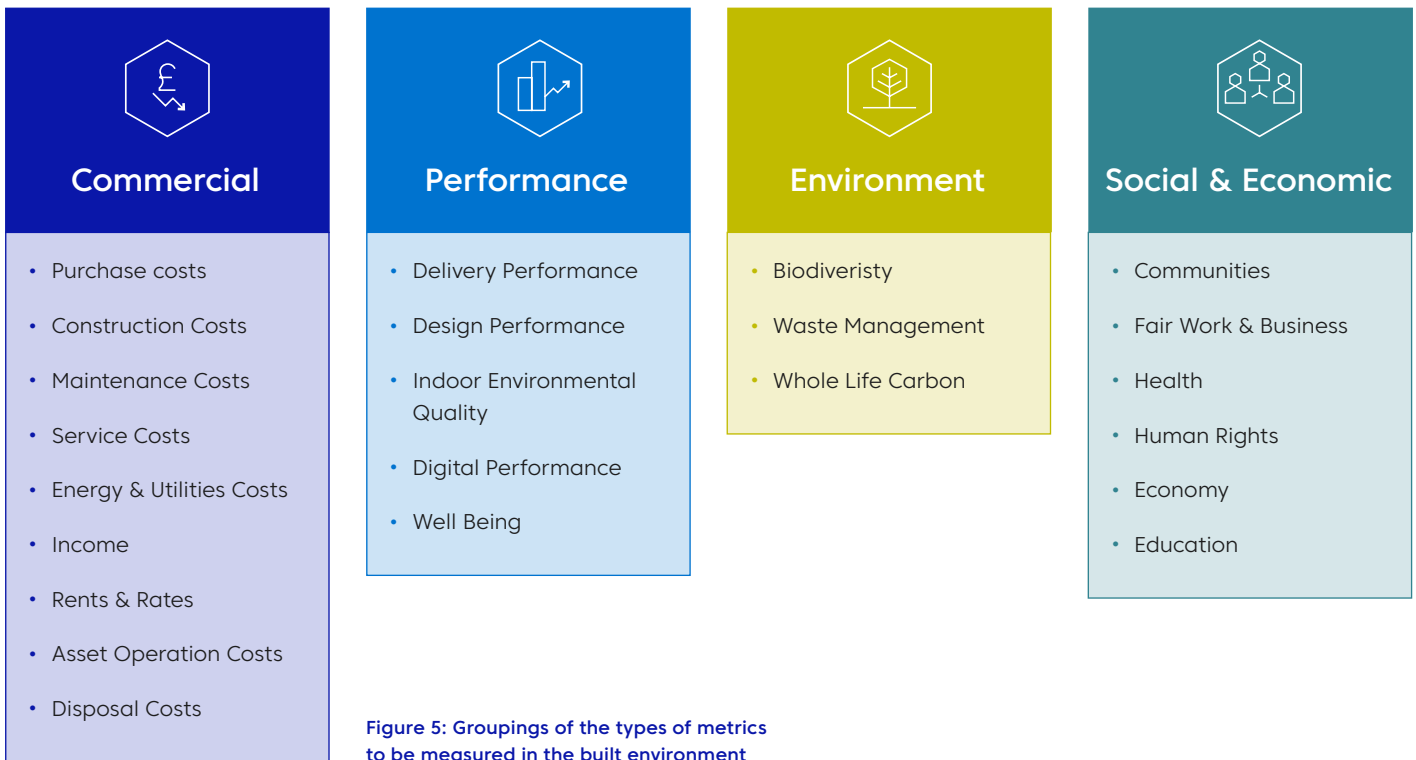 £
Commercial
• Purchase costs
• Construction Costs
• Maintenance Costs
• Service Costs
• Energy & Utilities Costs
• Income
• Rents & Rates
• Asset Operation Costs
• Disposal Costs
Performance
• Delivery Performance
• Design Performance
• Indoor Environmental
Quality
• Digital Performance
• Well Being
Environment
• Biodiveristy
• Waste Management
• Whole Life Carbon
Social & Economic
• Communities
• Fair Work & Business
• Health
• Human Rights
• Economy
• Education
Figure 5: Groupings of the types of metrics
to be measured in the built environment